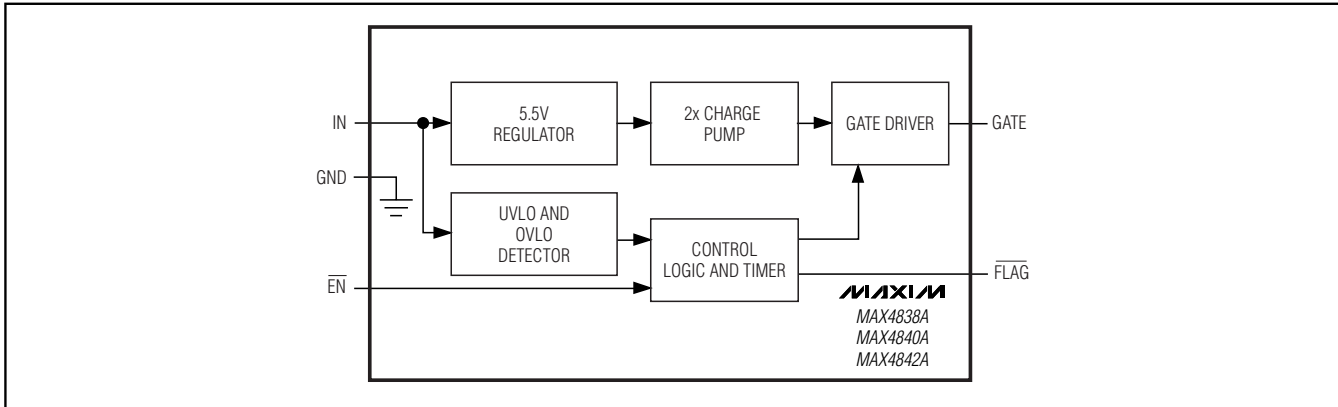 IN
5.5V
REGULATOR
2x CHARGE
PUMP
GATE DRIVER
GATE
GND
UVLO AND
OVLO
DETECTOR
CONTROL
LOGIC AND TIMER
EN
FLAG
MAXIM
MAX4838A
MAX4840A
MAX4842A